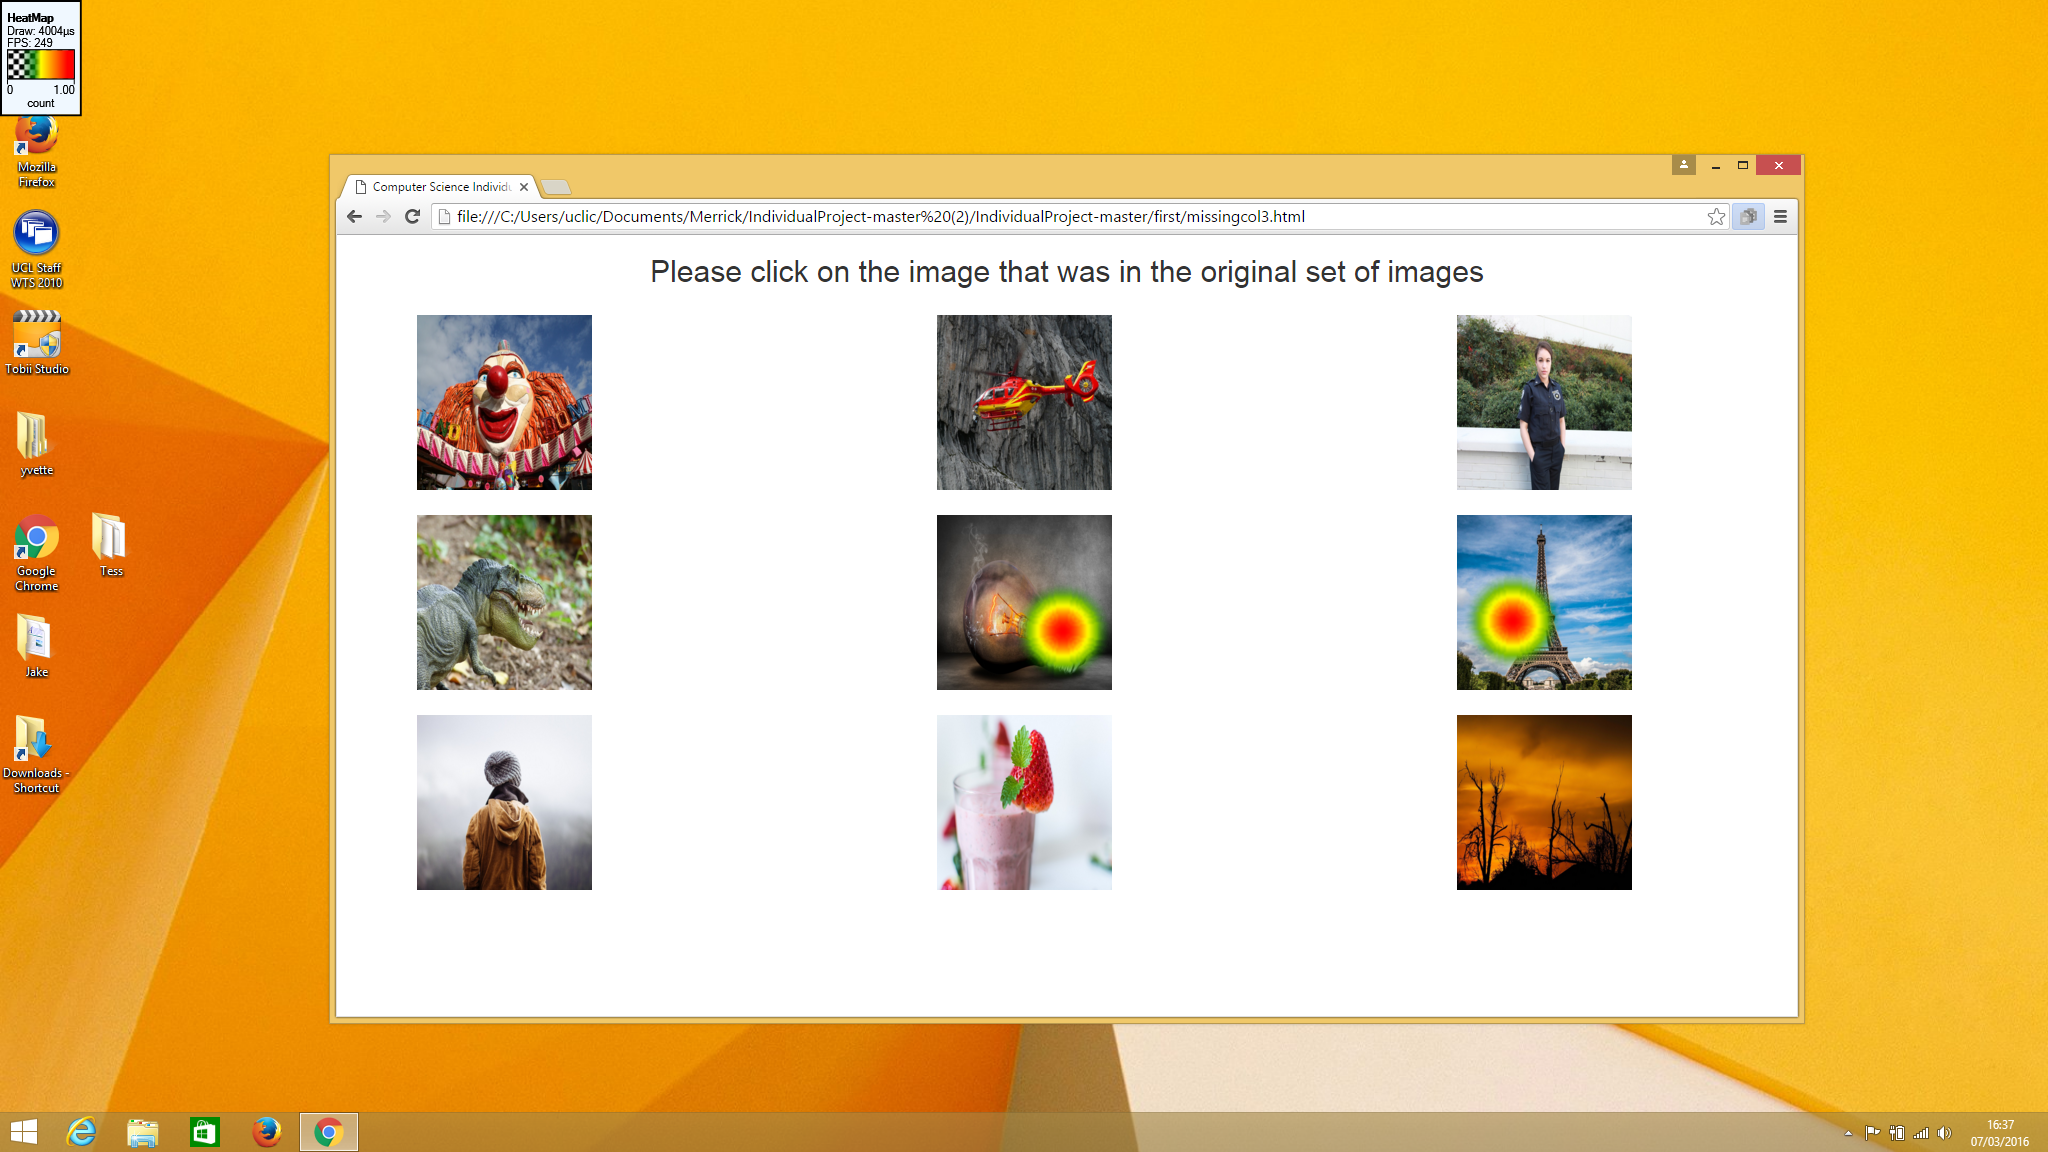 HeatMap
Draw: 4004µs
FPS: 249
0 1.00
count
Mozilla
Firefox
UCL Staff
WTS 2010
Tobii Studio
yvette
Google
Chrome
Tess
Jake
Downloads -
Shortcut
Computer Science Individu
file:///C:/Users/uclic/Documents/Merrick/IndividualProject-master%20(2)/IndividualProject-master/first/missingcol3.html
Please click on the image that was in the original set of images
16:37
07/03/2016